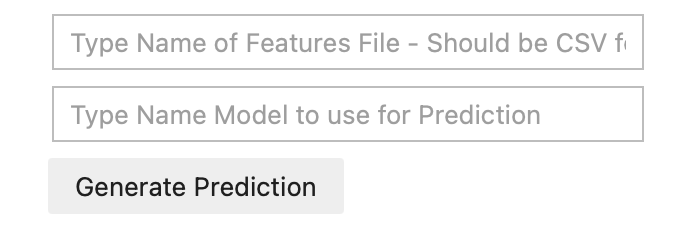 Type Name of Features File - Should be CSV f
Type Name Model to use for Prediction
Generate Prediction